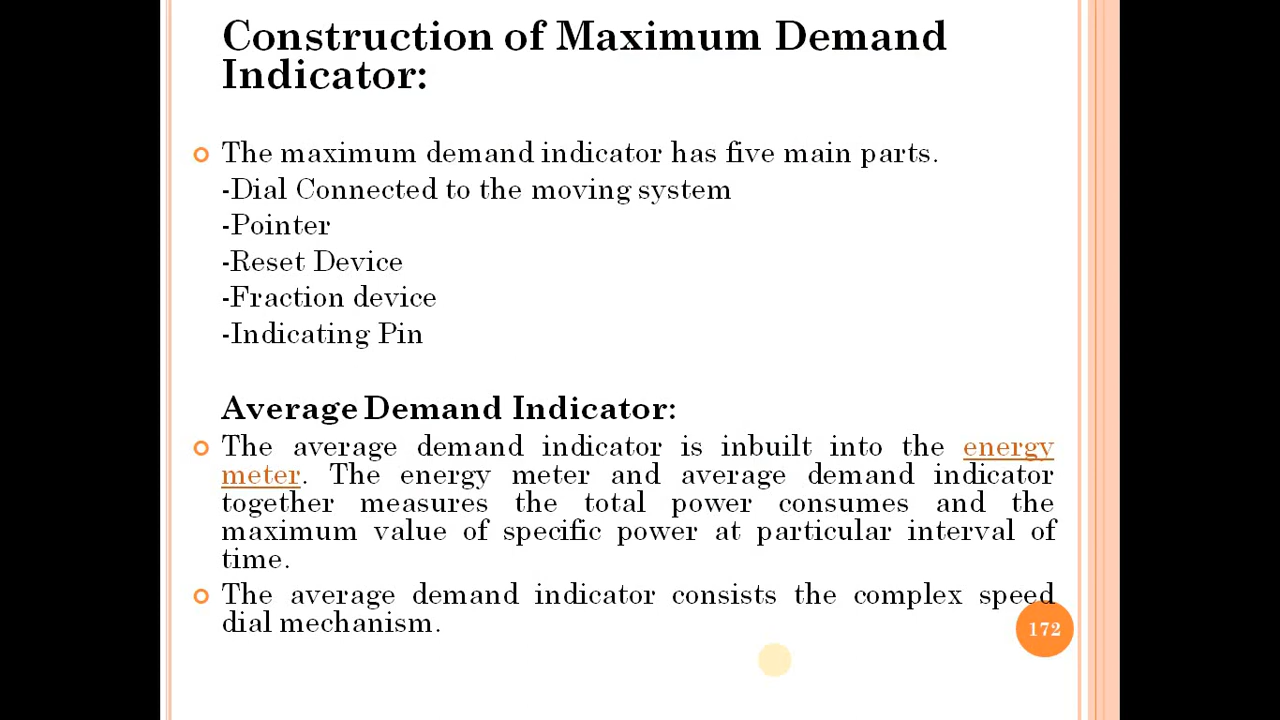 Construction of Maximum Demand
Indicator:
The maximum demand indicator has five main parts.
-Dial Connected to the moving system
-Pointer
-Reset Device
-Fraction device
-Indicating Pin
Average Demand Indicator:
The average demand indicator is inbuilt into the energy
meter. The energy meter and average demand indicator
together measures the total power consumes and the
maximum value of specific power at particular interval of
time.
The average demand indicator consists the complex speed
dial mechanism.
172